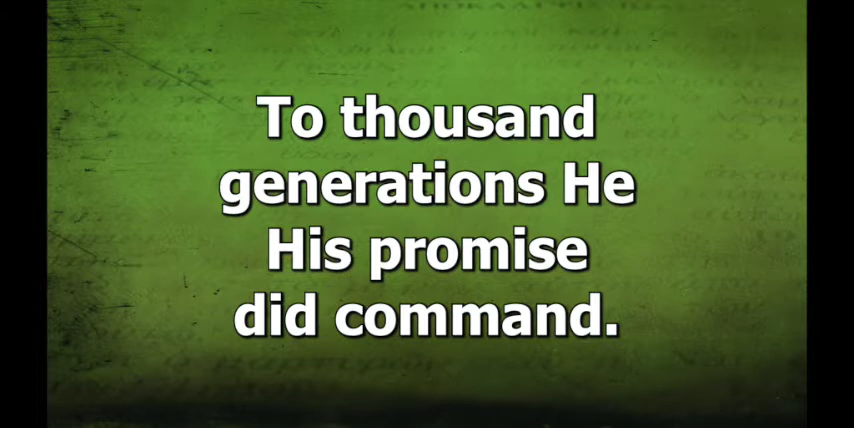 To thousand
generations He
His promise
did command.